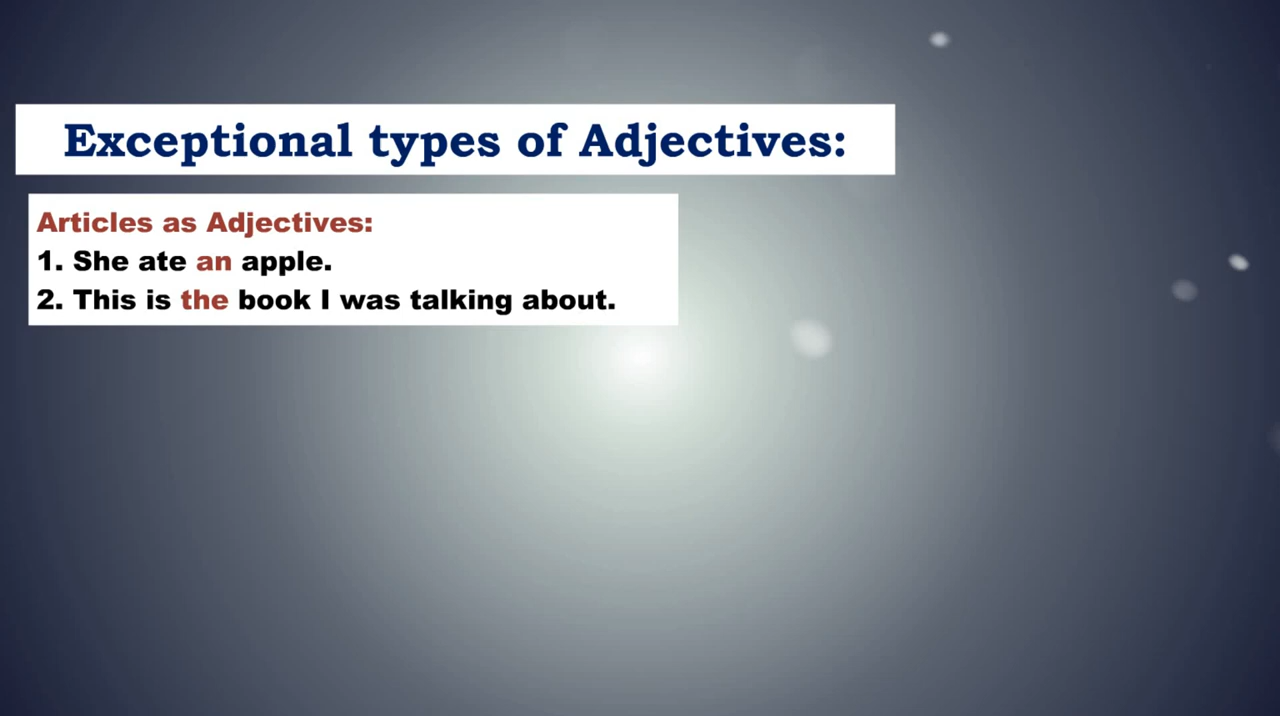 Exceptional types of Adjectives:
Articles as Adjectives:
1. She ate an apple.
2. This is the book I was talking about.